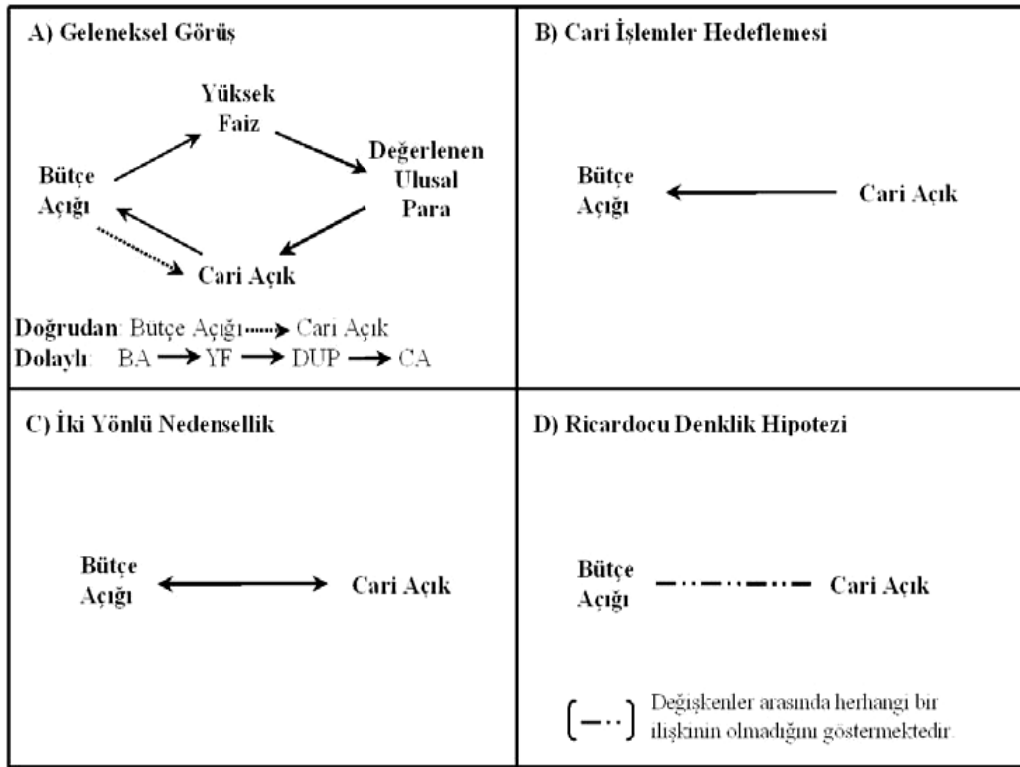 A) Geleneksel Görüş
Yüksek
Faiz
Değerlenen
Ulusal
Para
Bütçe
Açığı
Cari Açık
Doğrudan: Bütçe Açığı Cari Açık
Dolaylı: BA YF DUP CA
B) Cari İşlemler Hedeflemesi
Bütçe
Açığı
Cari Açık
C) İki Yönlü Nedensellik
Bütçe
Açığı
Cari Açık
D) Ricardocu Denklik Hipotezi
Bütçe
Açığı
Cari Açık
Değişkenler arasında herhangi bir
ilişkinin olmadığını göstermektedir.